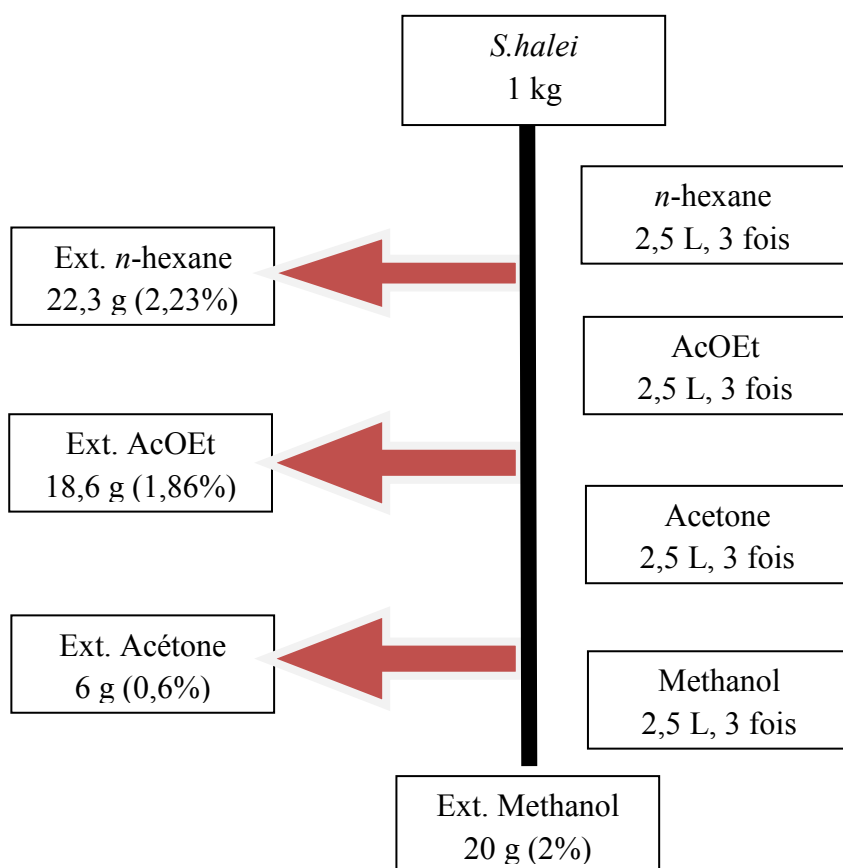 S.halei
1 kg
n-hexane
2,5 L, 3 fois
Ext. n-hexane
22,3 g (2,23%)
AcOEt
2,5 L, 3 fois
Ext. AcOEt
18,6 g (1,86%)
Acetone
2,5 L, 3 fois
Ext. Acétone
6 g (0,6%)
Methanol
2,5 L, 3 fois
Ext. Methanol
20 g (2%)